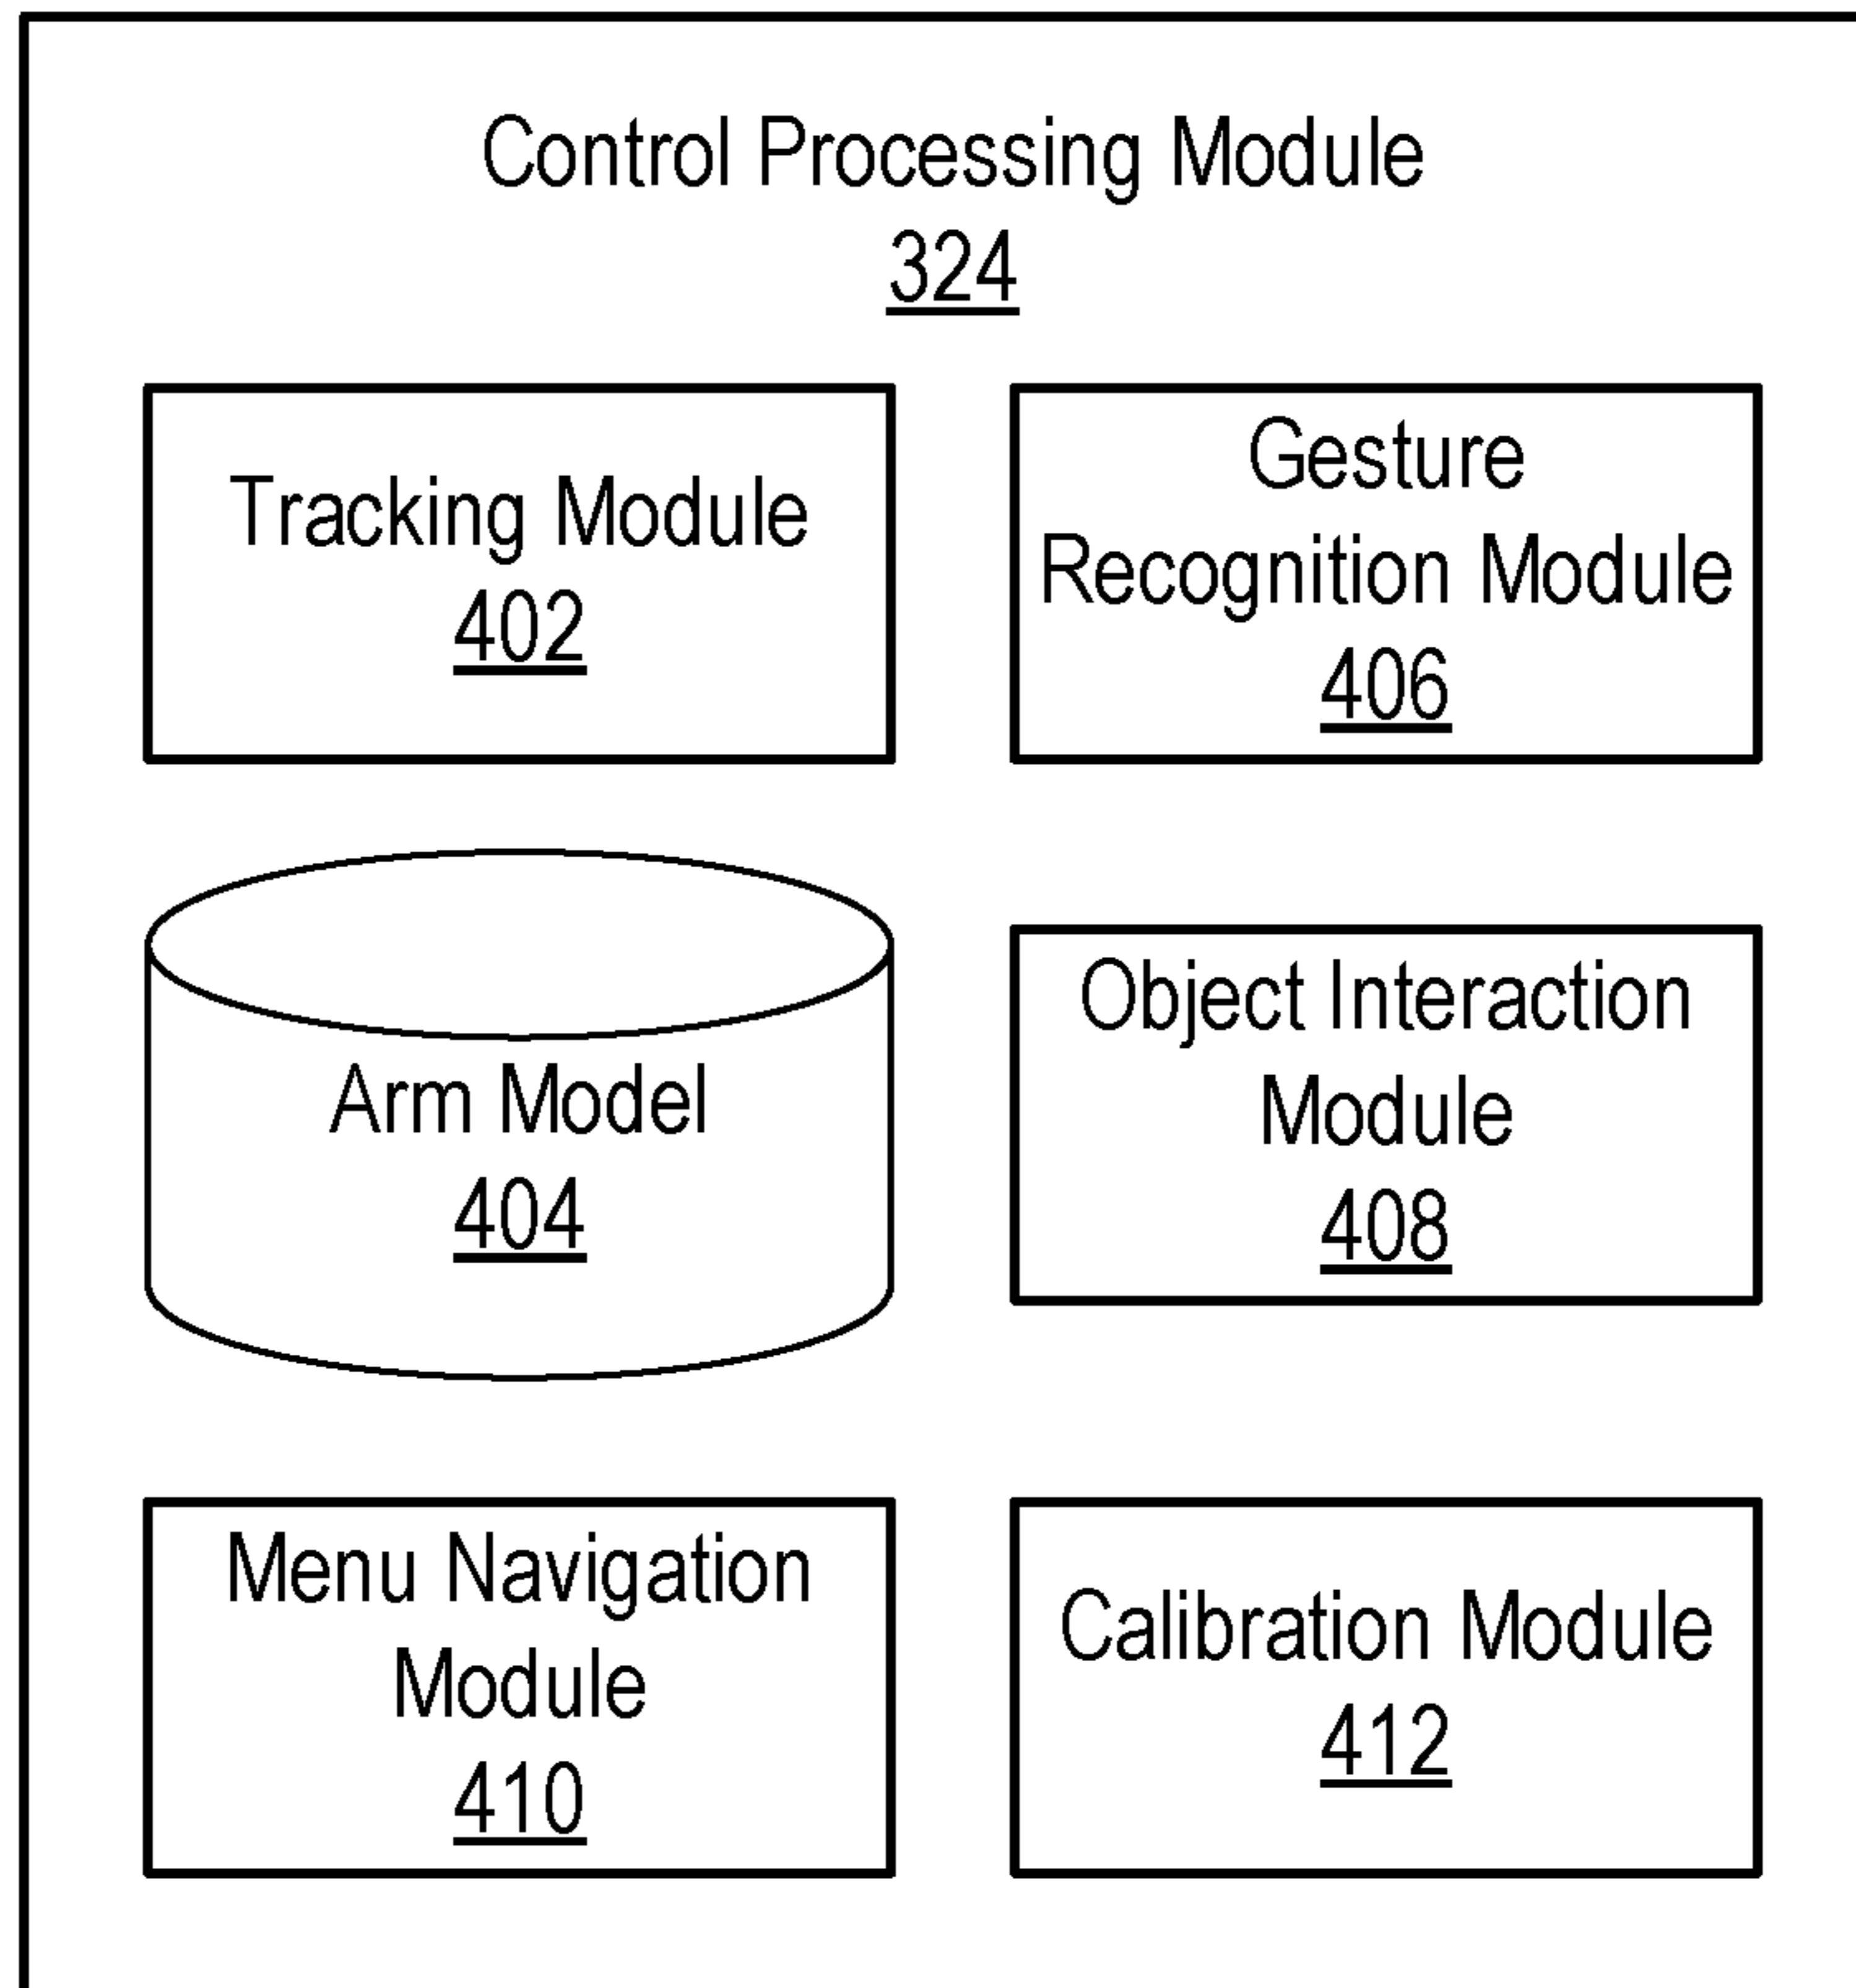 Control Processing Module
324
Tracking Module
402
Gesture
Recognition Module
406
Arm Model
404
Object Interaction
Module
408
Menu Navigation
Module
410
Calibration Module
412